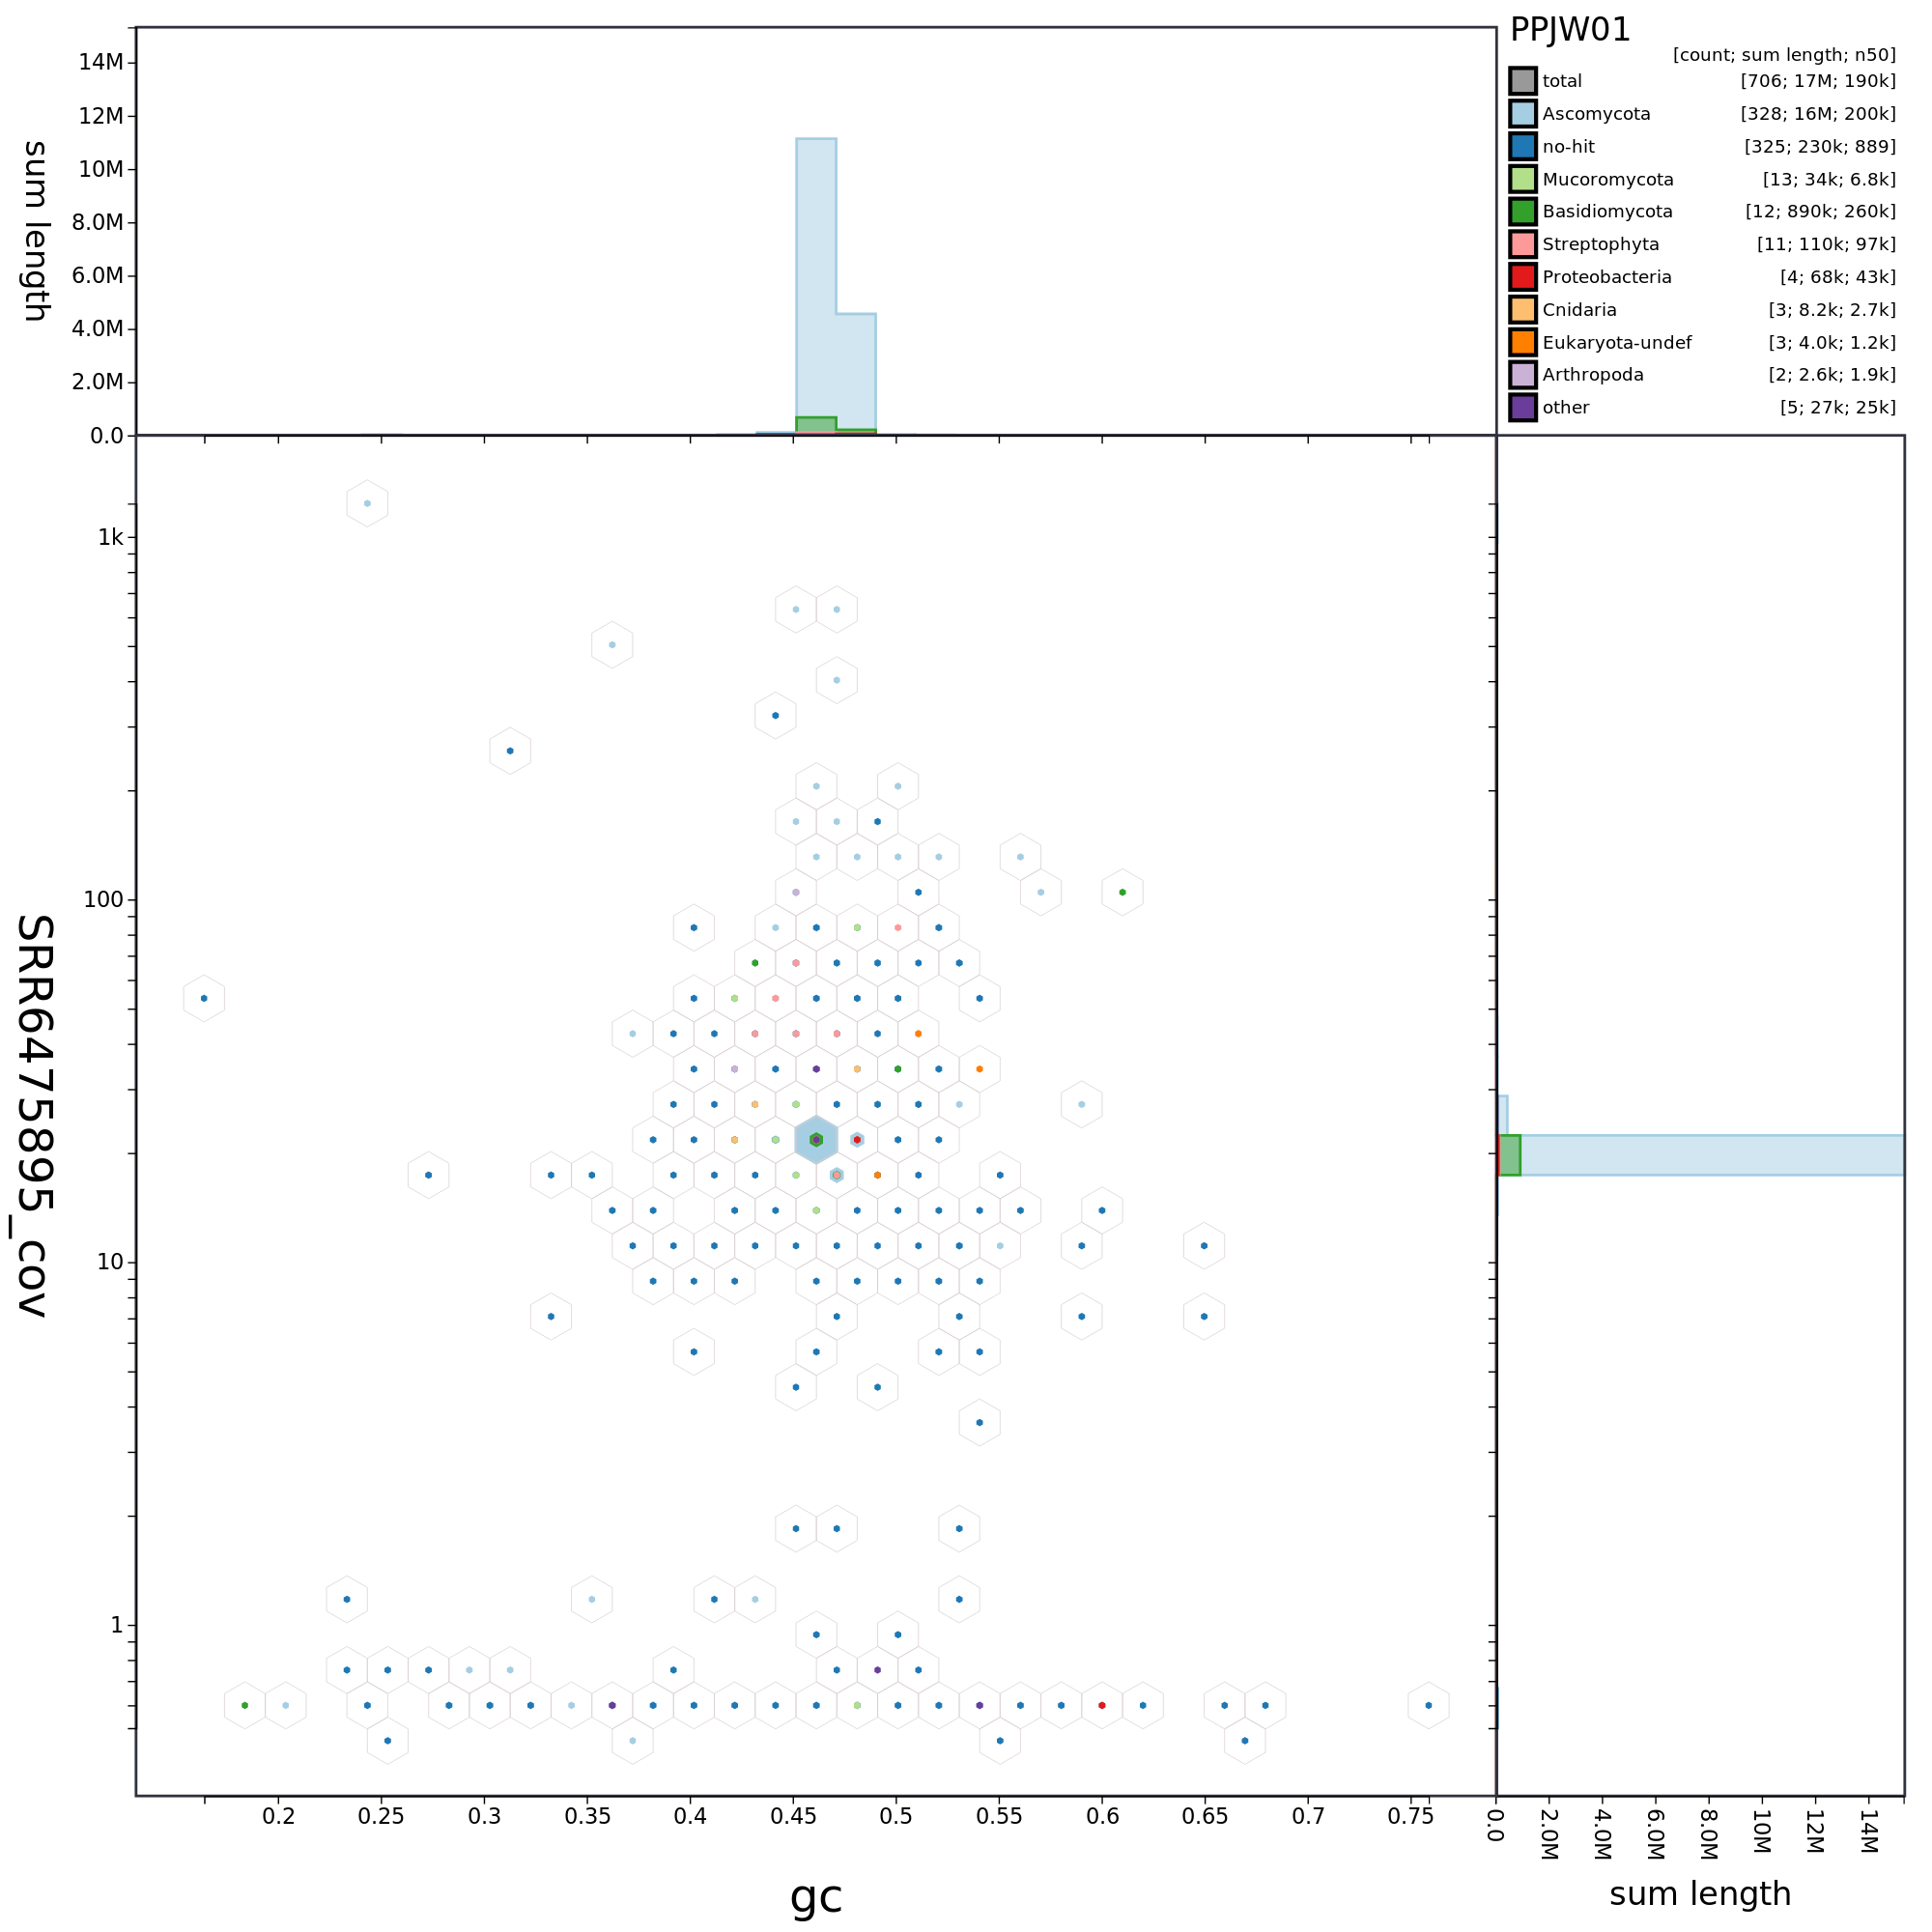 PPJW01
[count; sum length; n50]
total [706; 17M; 190k]
Ascomycota [328; 16M; 200k]
no-hit [325; 230k; 889]
Mucoromycota [13; 34k; 6.8k]
Basidiomycota [12; 890k; 260k]
Streptophyta [11; 110k; 97k]
Proteobacteria [4; 68k; 43k]
Cnidaria [3; 8.2k; 2.7k]
Eukaryota-undef [3; 4.0k; 1.2k]
Arthropoda [2; 2.6k; 1.9k]
other [5; 27k; 25k]
sum length
14M
12M
10M
8.0M
6.0M
4.0M
2.0M
0.0
SRR6475895_cov
1k
100
10
1
0.2 0.25 0.3 0.35 0.4 0.45 0.5 0.55 0.6 0.65 0.7 0.75
gc
0.0 2.0M 4.0M 6.0M 8.0M 10M 12M 14M
sum length